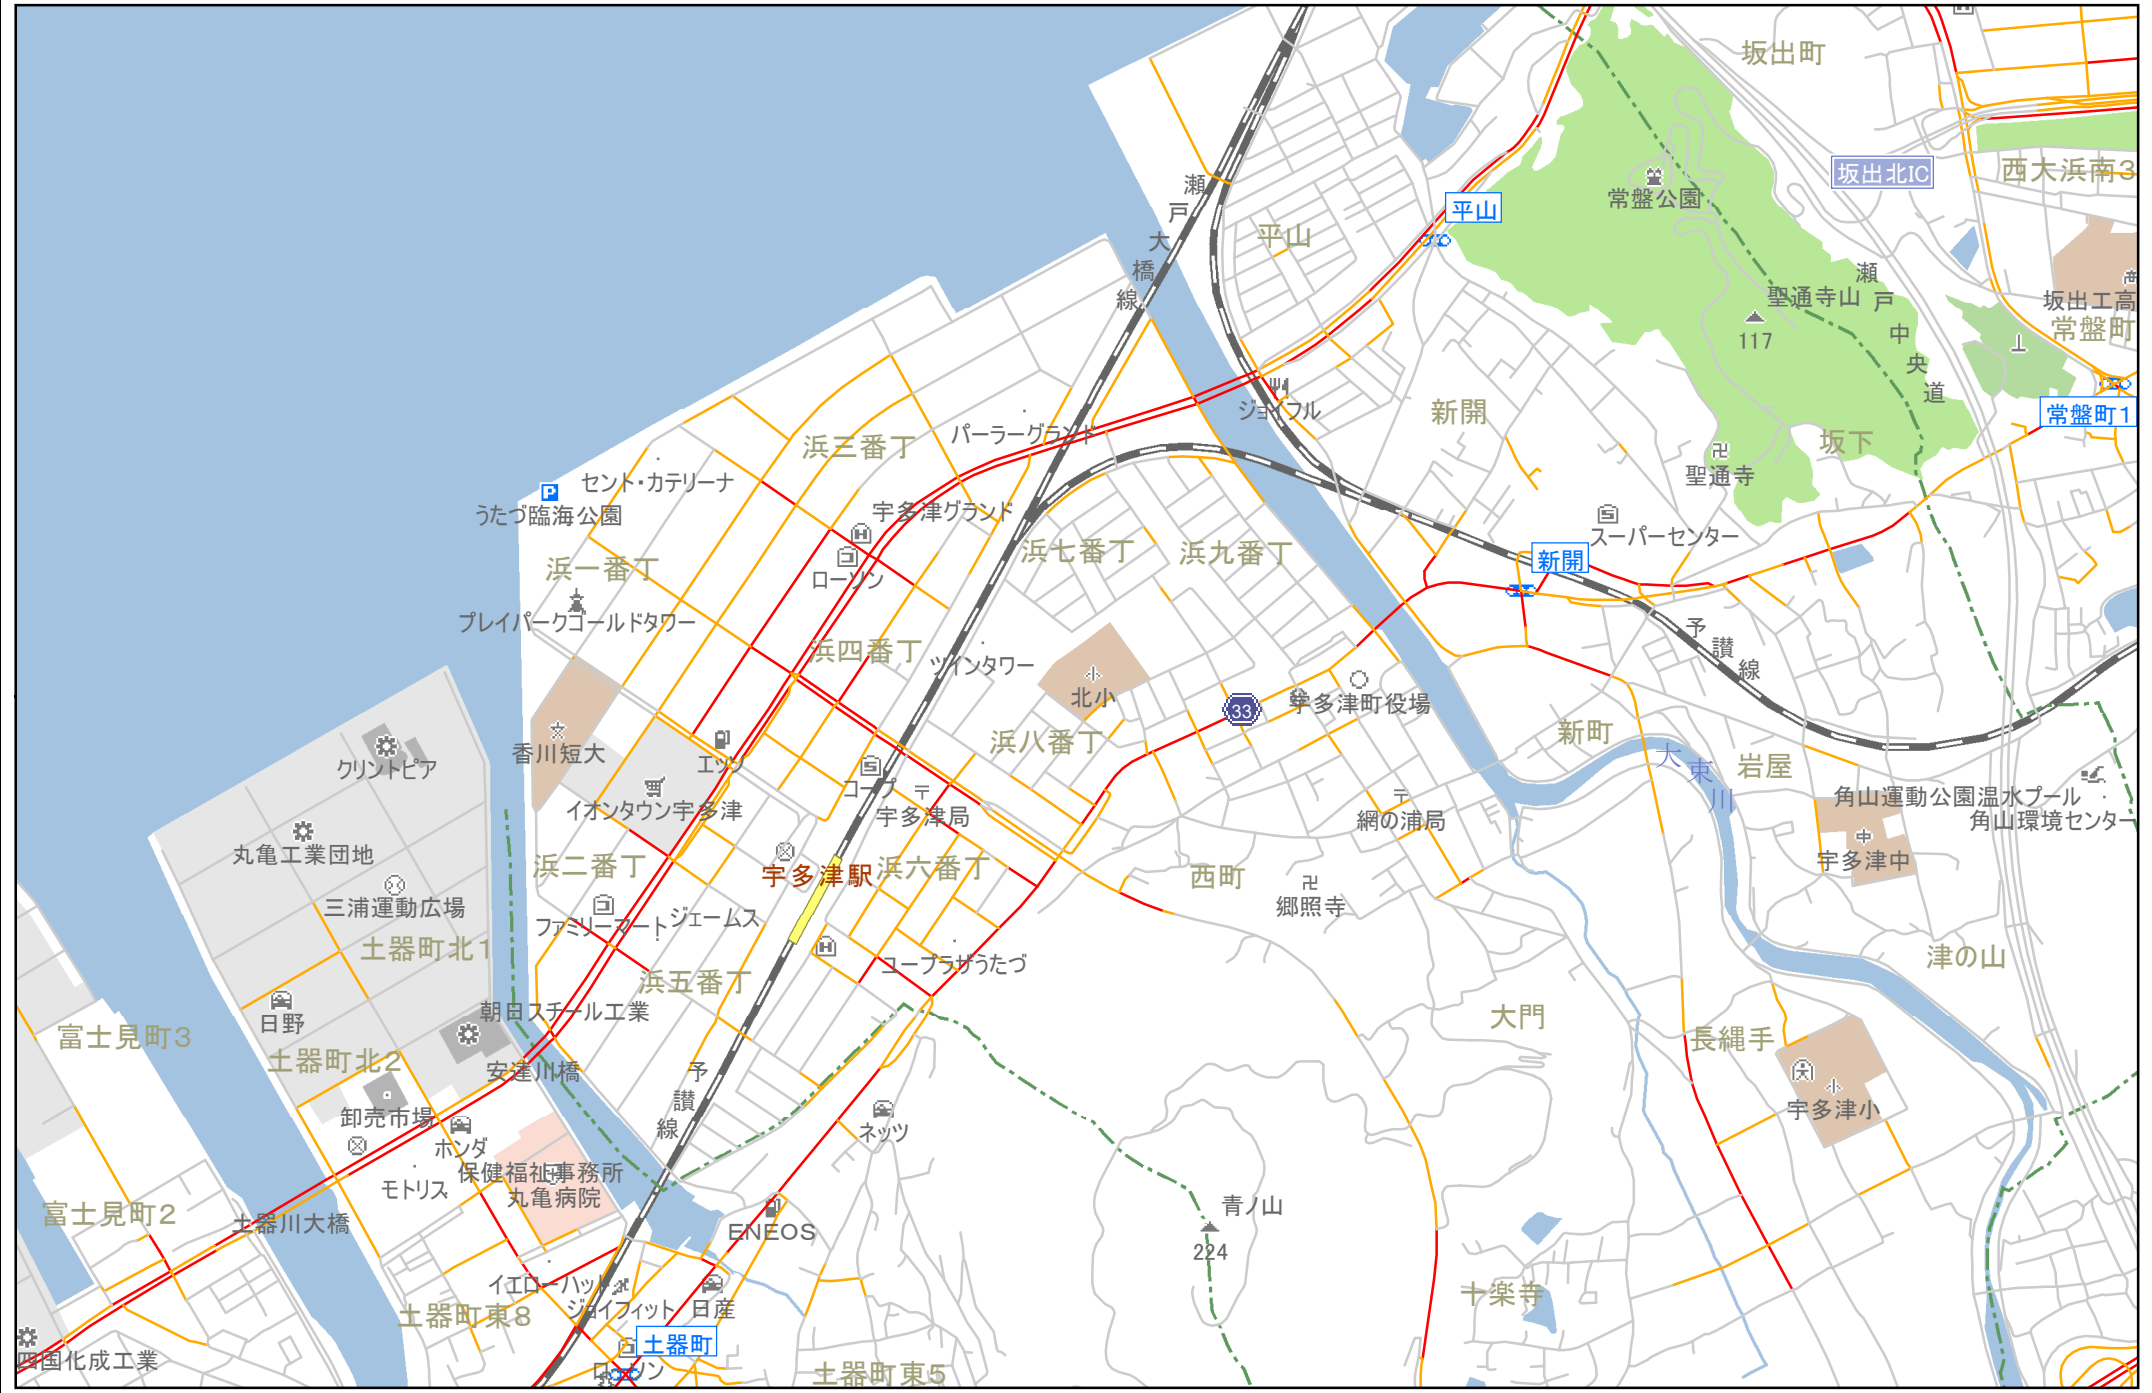 坂出町
坂出北IC
西大浜南3
常盤公園
平山
平山
瀬戸大橋線
聖通寺山
117
瀬戸中央道
坂出工高
常盤町
常盤町1
ジョイフル
新開
坂下
聖通寺
パーラーグランド
浜三番丁
セント・カテリーナ
うたづ臨海公園
宇多津グランド
ローソン
スーパーセンター
新開
浜一番丁
浜七番丁
浜九番丁
プレイパークゴールドタワー
浜四番丁
ツインタワー
予讃線
北小
33
宇多津町役場
浜八番丁
新町
大束川
岩屋
香川短大
エッソ
クリントピア
イオンタウン宇多津
コープ
宇多津局
網の浦局
角山運動公園温水プール
角山環境センター
宇多津中
丸亀工業団地
浜二番丁
宇多津駅
浜六番丁
西町
郷照寺
三浦運動広場
ファミリーマート
ジェームス
土器町北1
ユープラザうたづ
津の山
浜五番丁
朝日スチール工業
日野
大門
長縄手
富士見町3
土器町北2
安達川橋
予讃線
卸売市場
ホンダ
ネッツ
宇多津小
保健福祉事務所
丸亀病院
モトリス
富士見町2
土器川大橋
青ノ山
224
ENEOS
イエローハット
ジョイフィット
日産
十楽寺
土器町東8
土器町
ローソン
四国化成工業
土器町東5